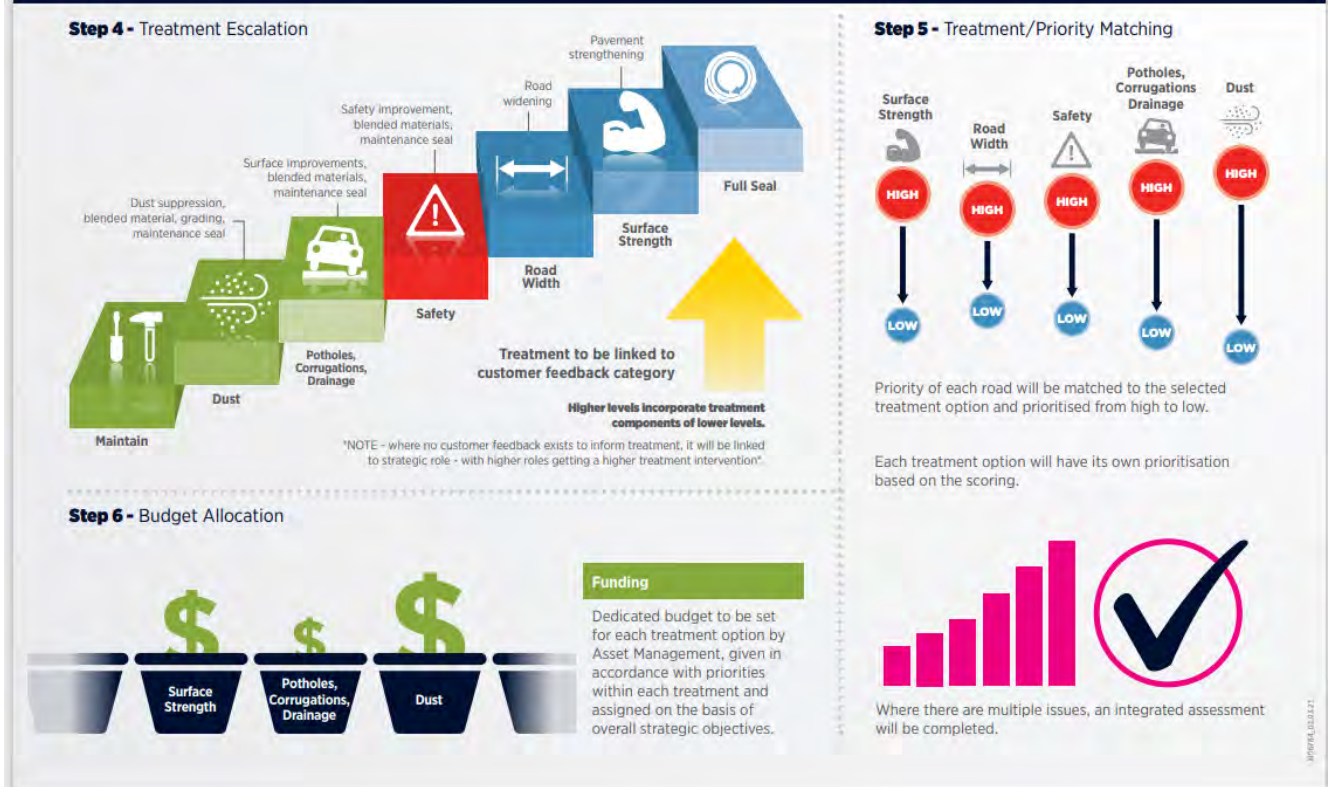 Step 4 - Treatment Escalation
Pavement
strengthening
Road
widening
Safety improvement,
blended materials,
maintenance seal
Surface improvements,
blended materials,
maintenance seal
Dust suppression,
blended material, grading,
maintenance seal
Full Seal
Surface
Strength
Road
Width
Safety
Potholes,
Corrugations,
Drainage
Dust
Maintain
Treatment to be linked to
customer feedback category
Higher levels incorporate treatment
components of lower levels.
*NOTE - where no customer feedback exists to inform treatment, it will be linked
to strategic role - with higher roles getting a higher treatment intervention*.
Step 5 - Treatment/Priority Matching
Surface
Strength
HIGH
LOW
Road
Width
HIGH
LOW
Safety
HIGH
LOW
Potholes,
Corrugations
Drainage
HIGH
LOW
Dust
HIGH
LOW
Priority of each road will be matched to the selected
treatment option and prioritised from high to low.
Each treatment option will have its own prioritisation
based on the scoring.
Where there are multiple issues, an integrated assessment
will be completed.
Step 6 - Budget Allocation
$
$
$
Surface
Strength
Potholes,
Corrugations,
Drainage
Dust
Funding
Dedicated budget to be set
for each treatment option by
Asset Management, given in
accordance with priorities
within each treatment and
assigned on the basis of
overall strategic objectives.